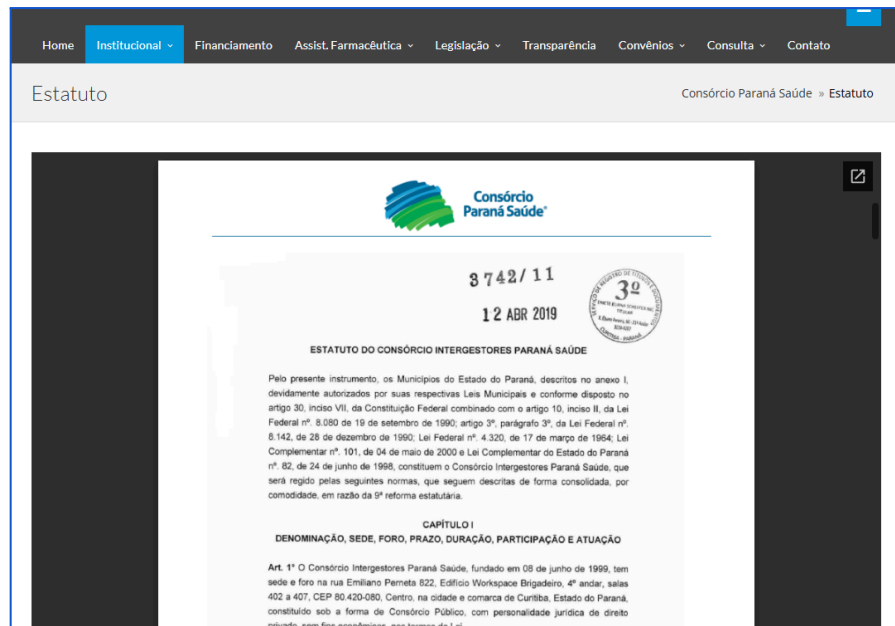 Home Institucional Financiamento Assist. Farmacêutica Legislação Transparência Convênios Consulta Contato
Estatuto
Consórcio Paraná Saúde » Estatuto
Consórcio
Paraná Saúde
3742/11
12 ABR 2019
3º
ESTATUTO DO CONSÓRCIO INTERGESTORES PARANÁ SAÚDE
Pelo presente instrumento, os Municípios do Estado do Paraná, descritos no anexo I,
devidamente autorizados por suas respectivas Leis Municipais e conforme disposto no
artigo 30, inciso VII, da Constituição Federal combinado com o artigo 10, inciso II, da Lei
Federal nº. 8.080 de 19 de setembro de 1990; artigo 3º, parágrafo 3º, da Lei Federal nº.
8.142, de 28 de dezembro de 1990; Lei Federal nº. 4.320, de 17 de março de 1964; Lei
Complementar nº. 101, de 04 de maio de 2000 e Lei Complementar do Estado do Paraná
nº. 82, de 24 de junho de 1998, constituem o Consórcio Intergestores Paraná Saúde, que
será regido pelas seguintes normas, que seguem descritas de forma consolidada, por
comodidade, em razão da 9ª reforma estatutária.
CAPÍTULO I
DENOMINAÇÃO, SEDE, FORO, PRAZO, DURAÇÃO, PARTICIPAÇÃO E ATUAÇÃO
Art. 1º O Consórcio Intergestores Paraná Saúde, fundado em 08 de junho de 1999, tem
sede e foro na rua Emiliano Perneta 822, Edifício Workspace Brigadeiro, 4º andar, salas
402 a 407, CEP 80.420-080, Centro, na cidade e comarca de Curitiba, Estado do Paraná,
constituído sob a forma de Consórcio Público, com personalidade jurídica de direito
privado, sem fins econômicos, nos termos da Lei